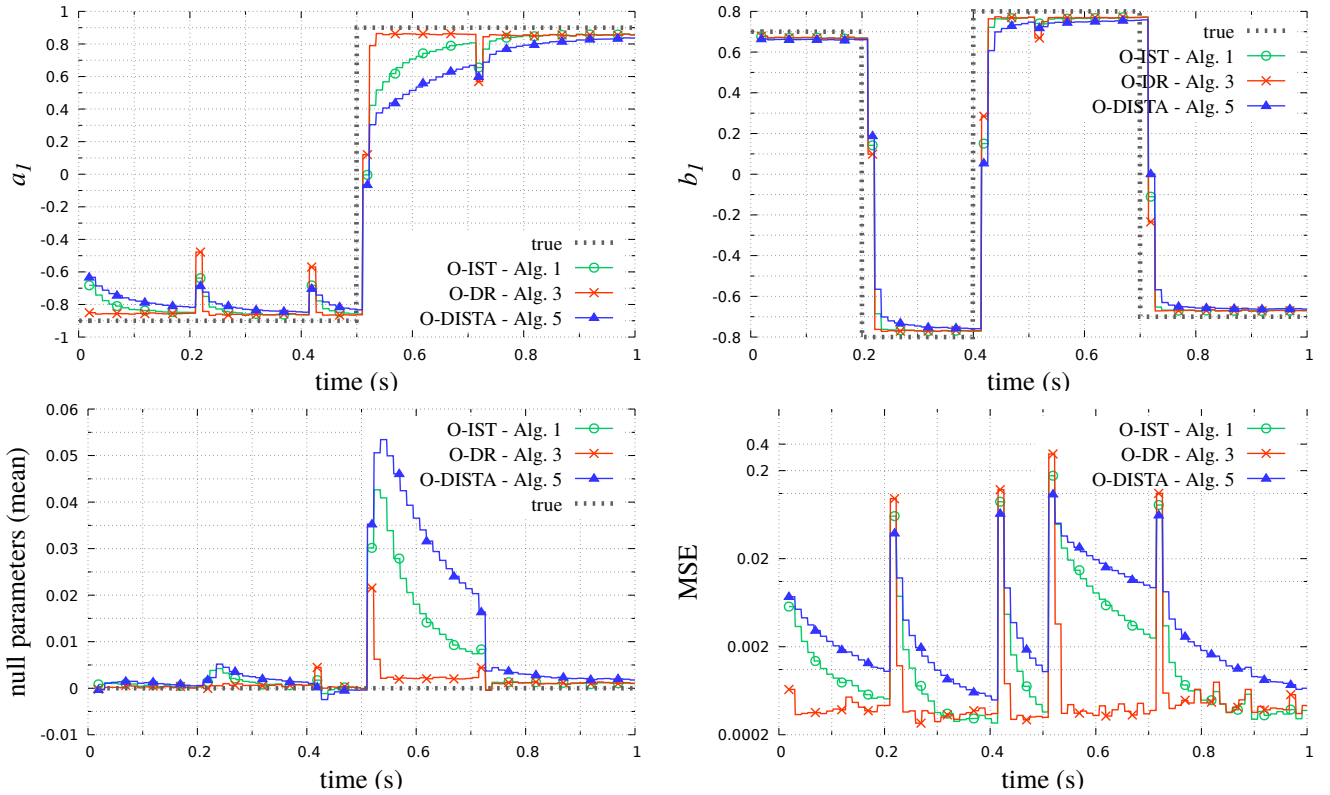 1
0.8
0.6
0.4
0.2
0
-0.2
-0.4
-0.6
-0.8
-1
a1
0 0.2 0.4 0.6 0.8 1
time (s)
true
O-IST - Alg. 1
O-DR - Alg. 3
O-DISTA - Alg. 5
0.8
0.6
0.4
0.2
0
-0.2
-0.4
-0.6
-0.8
b1
0 0.2 0.4 0.6 0.8 1
time (s)
true
O-IST - Alg. 1
O-DR - Alg. 3
O-DISTA - Alg. 5
0.06
0.05
0.04
0.03
0.02
0.01
0
-0.01
null parameters (mean)
0 0.2 0.4 0.6 0.8 1
time (s)
O-IST - Alg. 1
O-DR - Alg. 3
O-DISTA - Alg. 5
true
0.4
0.2
0.02
0.002
0.0002
MSE
0 0.2 0.4 0.6 0.8 1
time (s)
O-IST - Alg. 1
O-DR - Alg. 3
O-DISTA - Alg. 5